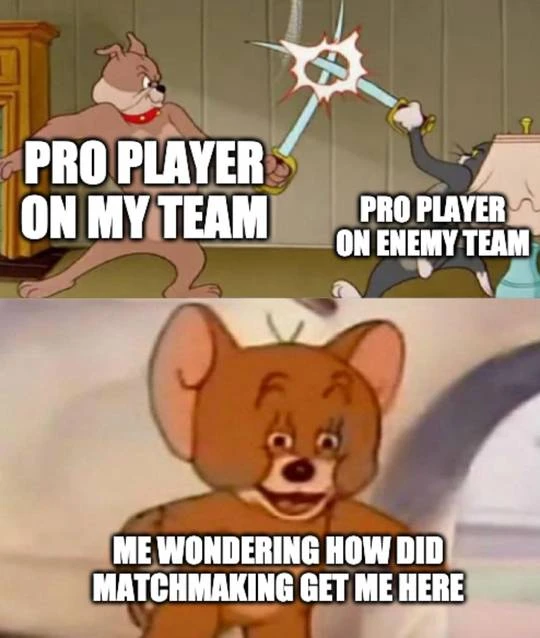 PRO PLAYER
ON MY TEAM
PRO PLAYER
ON ENEMY TEAM
ME WONDERING HOW DID
MATCHMAKING GET ME HERE